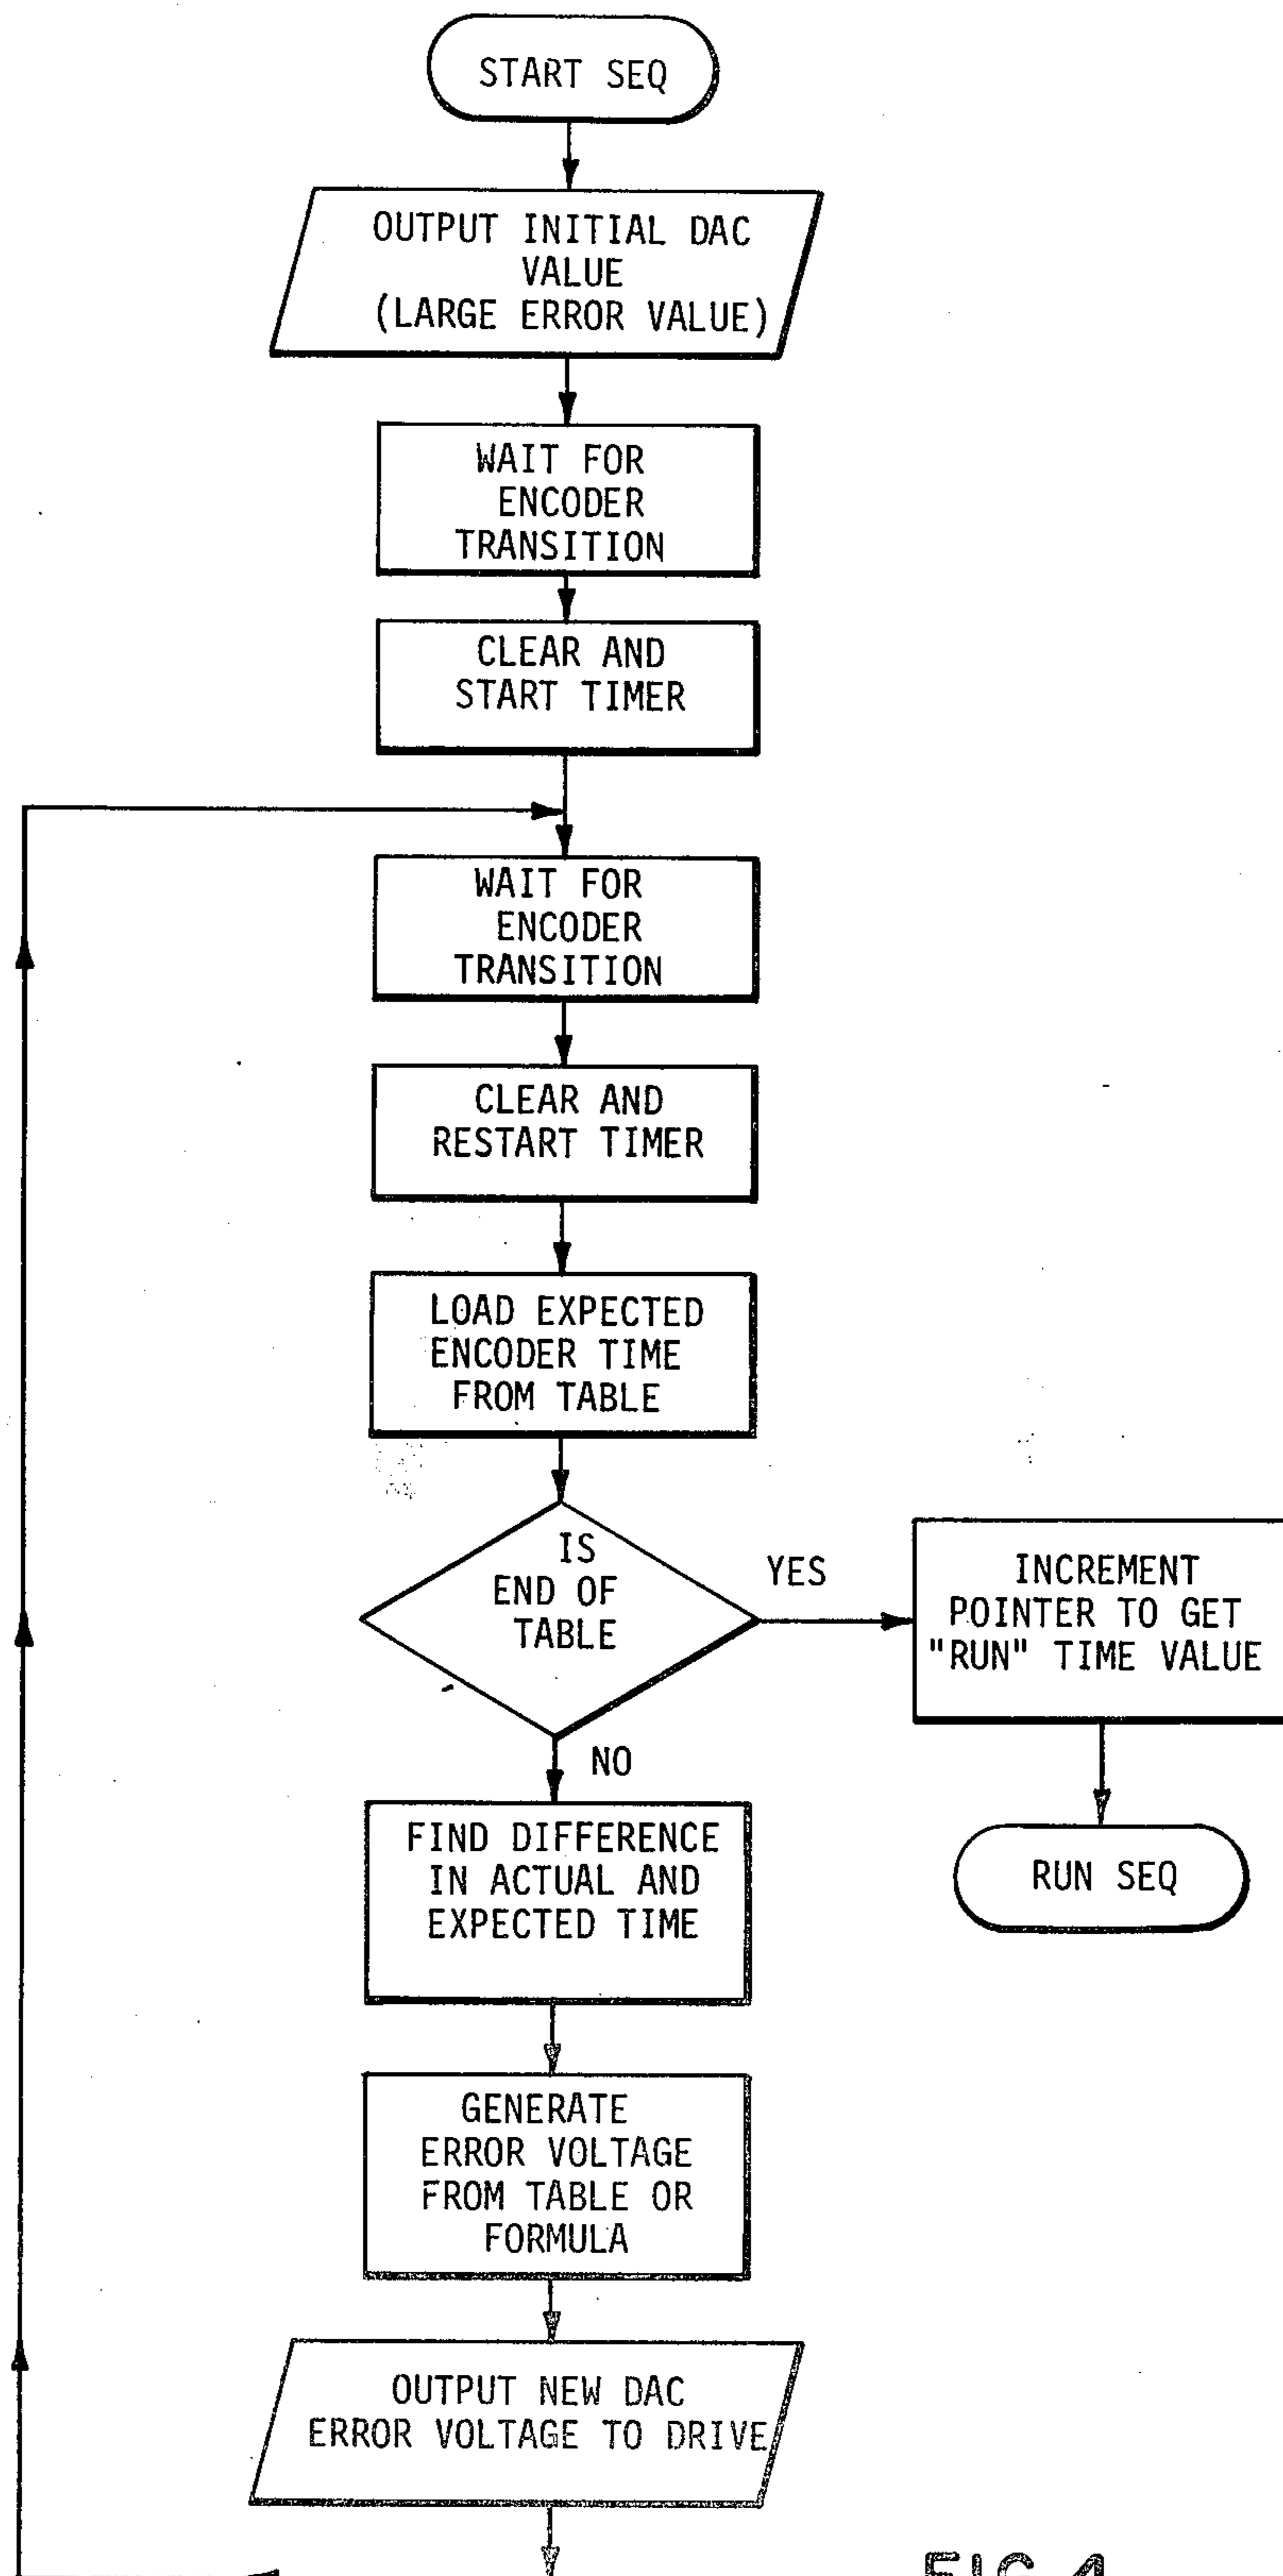 START SEQ
OUTPUT INITIAL DAC
VALUE
(LARGE ERROR VALUE)
WAIT FOR
ENCODER
TRANSITION
CLEAR AND
START TIMER
WAIT FOR
ENCODER
TRANSITION
CLEAR AND
RESTART TIMER
LOAD EXPECTED
ENCODER TIME
FROM TABLE
IS
END OF
TABLE
YES
INCREMENT
POINTER TO GET
"RUN" TIME VALUE
RUN SEQ
NO
FIND DIFFERENCE
IN ACTUAL AND
EXPECTED TIME
GENERATE
ERROR VOLTAGE
FROM TABLE OR
FORMULA
OUTPUT NEW DAC
ERROR VOLTAGE TO DRIVE
FIG.4